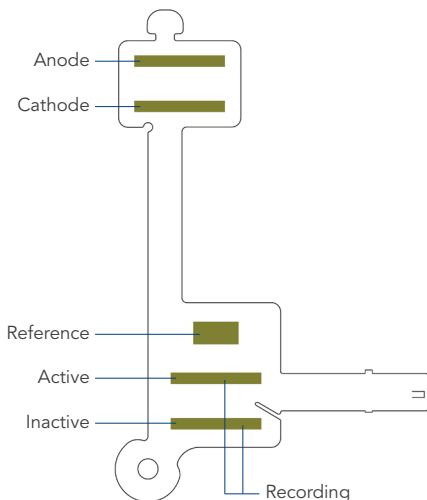 Anode
Cathode
Reference
Active
Inactive
Recording